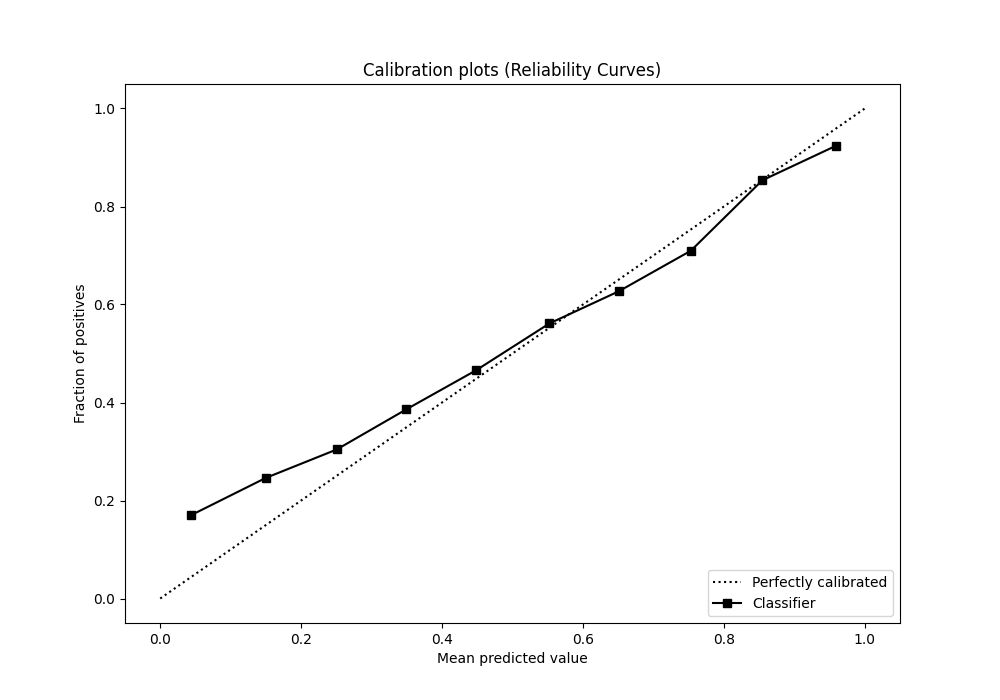 Calibration plots (Reliability Curves)
1.0
0.8
0.6
0.4
0.2
0.0
Fraction of positives
0.0 0.2 0.4 0.6 0.8 1.0
Mean predicted value
Perfectly calibrated
Classifier